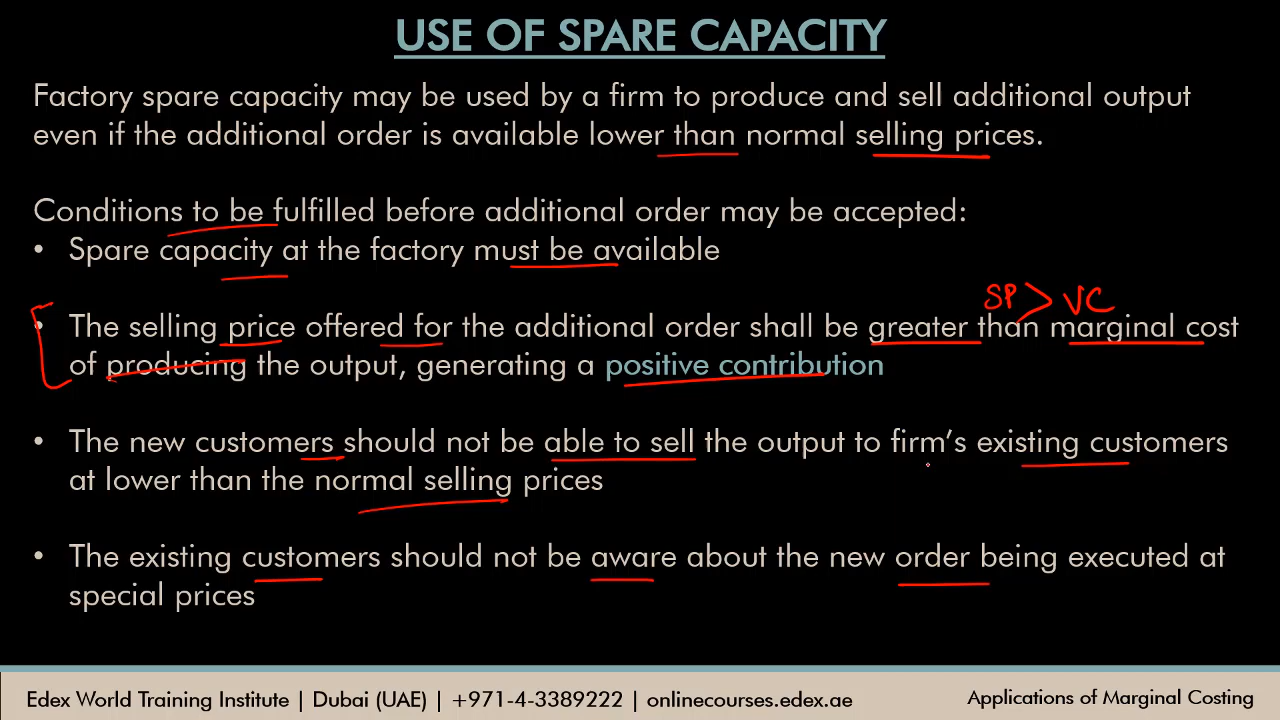 USE OF SPARE CAPACITY
Factory spare capacity may be used by a firm to produce and sell additional output
even if the additional order is available lower than normal selling prices.
Conditions to be fulfilled before additional order may be accepted:
• Spare capacity at the factory must be available
SP > VC
• The selling price offered for the additional order shall be greater than marginal cost
of producing the output, generating a positive contribution
• The new customers should not be able to sell the output to firm's existing customers
at lower than the normal selling prices
• The existing customers should not be aware about the new order being executed at
special prices
Edex World Training Institute | Dubai (UAE) | +971-4-3389222 | onlinecourses.edex.ae
Applications of Marginal Costing